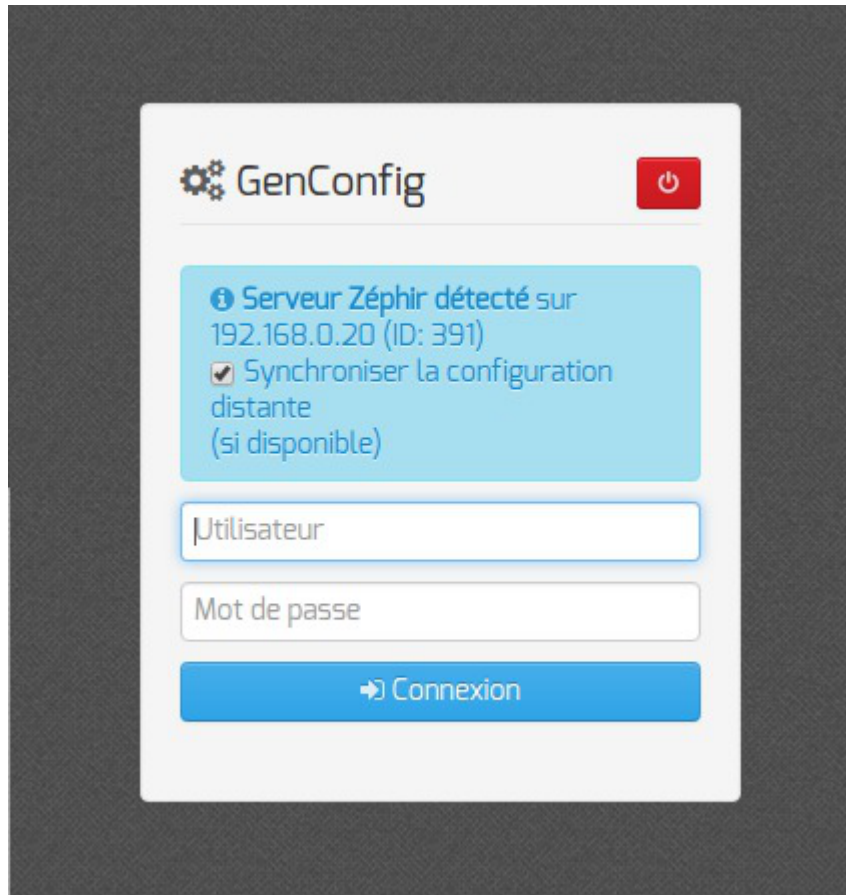 GenConfig
Serveur Zéphir détecté sur
192.168.0.20 (ID: 391)
Synchroniser la configuration
distante
(si disponible)
Utilisateur
Mot de passe
Connexion